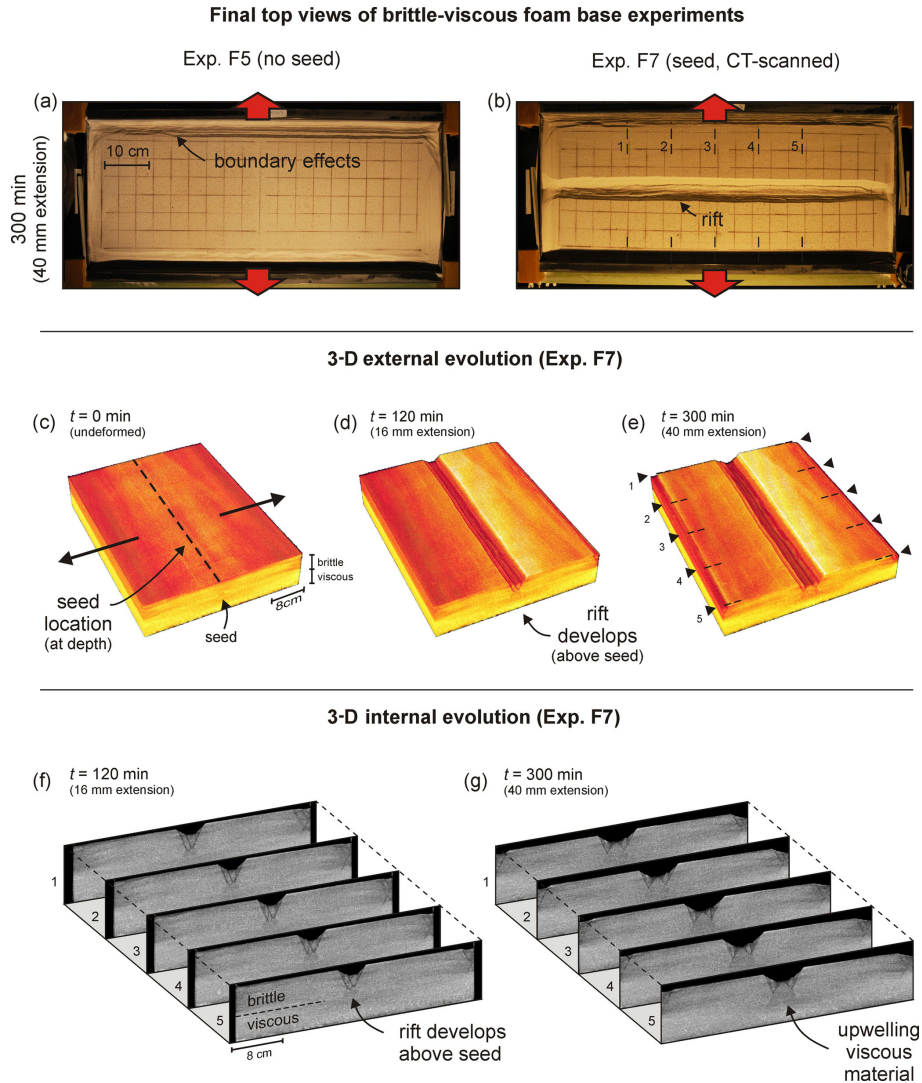 Final top views of brittle-viscous foam base experiments
Exp. F5 (no seed)
Exp. F7 (seed, CT-scanned)
(a)
10 cm
boundary effects
300 min
(40 mm extension)
(b)
1
2
3
4
5
rift
3-D external evolution (Exp. F7)
(c)
t = 0 min
(undeformed)
seed
location
(at depth)
seed
brittle
viscous
8cm
(d)
t = 120 min
(16 mm extension)
rift
develops
(above seed)
(e)
t = 300 min
(40 mm extension)
1
2
3
4
5
3-D internal evolution (Exp. F7)
(f)
t = 120 min
(16 mm extension)
1
2
3
4
5
brittle
viscous
8 cm
rift develops
above seed
(g)
t = 300 min
(40 mm extension)
1
2
3
4
5
upwelling
viscous
material